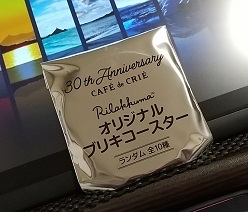 30th Anniversary
CAFÉ de CRIÉ
Rilakkuma™
オリジナル
ブリキコースター
ランダム 全10種